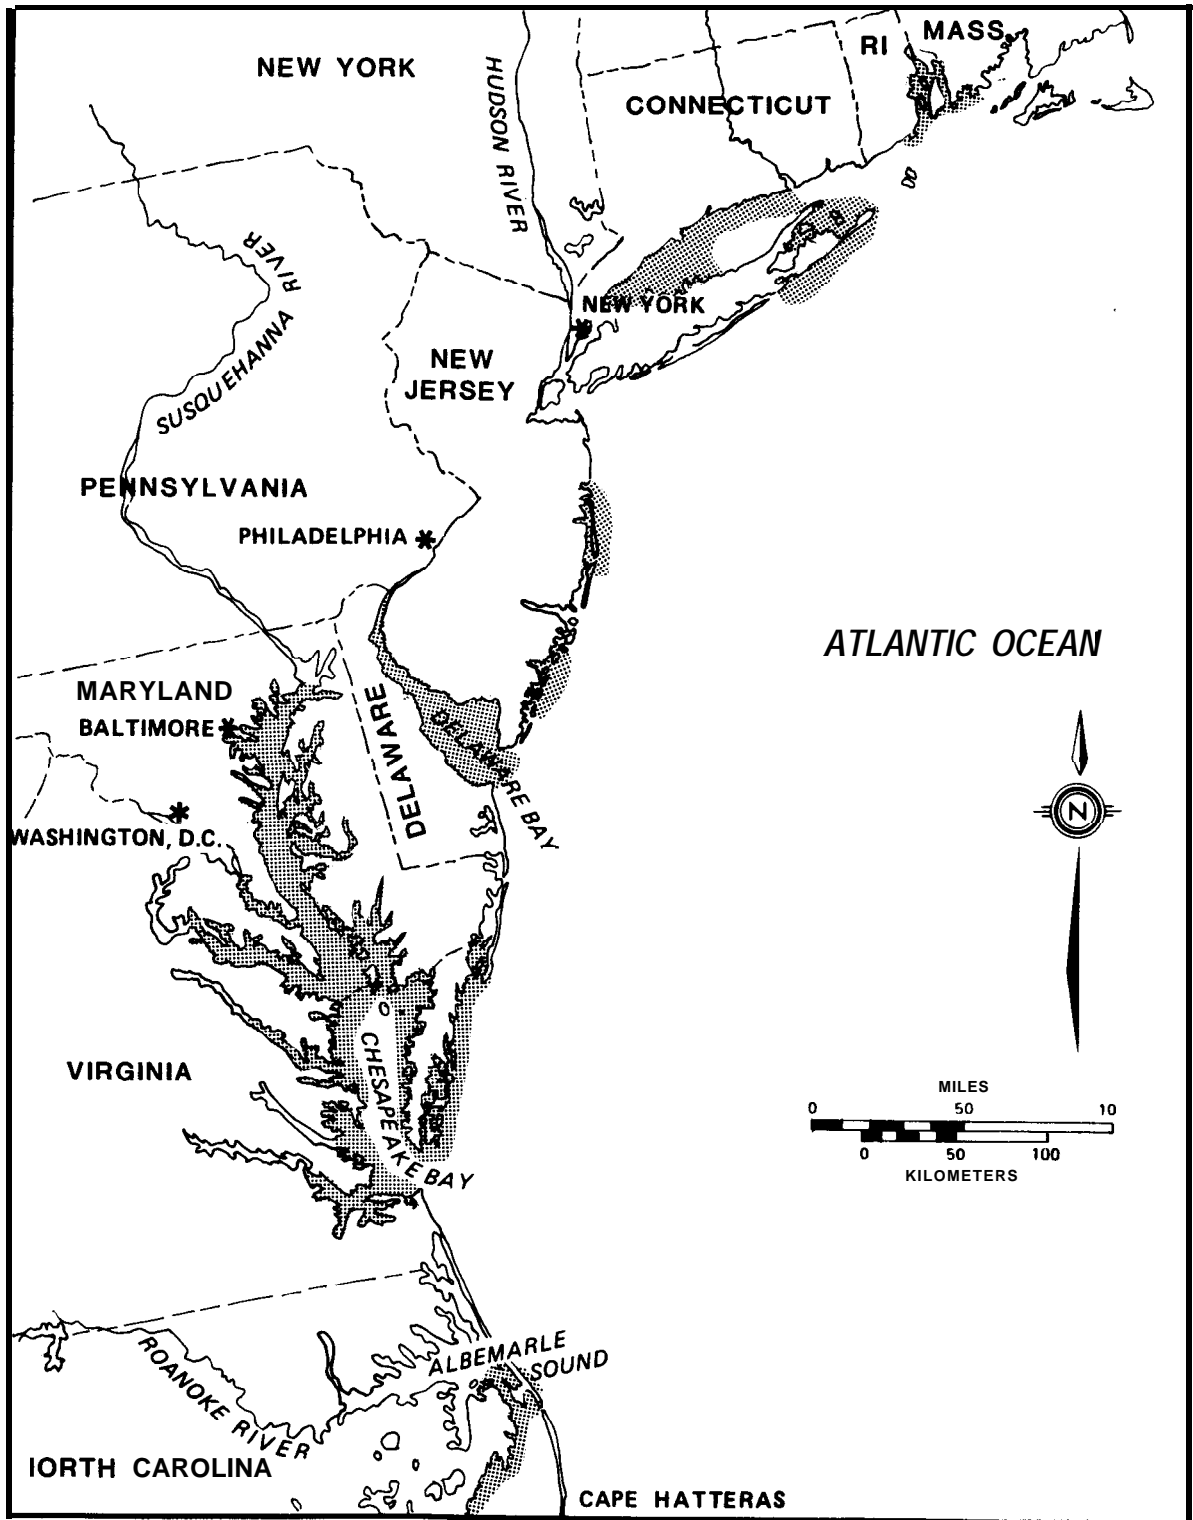 MASS.
RI
NEW YORK
HUDSON RIVER
CONNECTICUT
SUSQUEHANNA RIVER
NEW YORK
NEW
JERSEY
PENNSYLVANIA
PHILADELPHIA
ATLANTIC OCEAN
MARYLAND
BALTIMORE
DELAWARE
DELAWARE BAY
N
WASHINGTON, D.C.
VIRGINIA
CHESAPEAKE BAY
MILES
0 50 10
0 50 100
KILOMETERS
ALBEMARLE
SOUND
ROANOKE RIVER
IORTH CAROLINA
CAPE HATTERAS